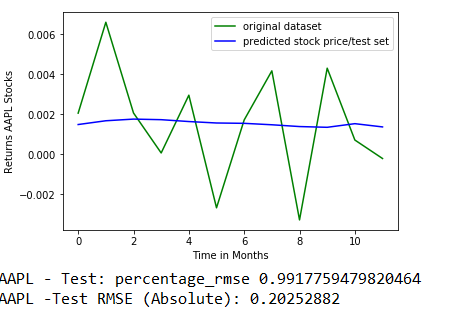 original dataset
predicted stock price/test set
0.006
0.004
0.002
0.000
−0.002
Returns AAPL Stocks
0 2 4 6 8 10
Time in Months
AAPL - Test: percentage_rmse 0.9917759479820464
AAPL -Test RMSE (Absolute): 0.20252882